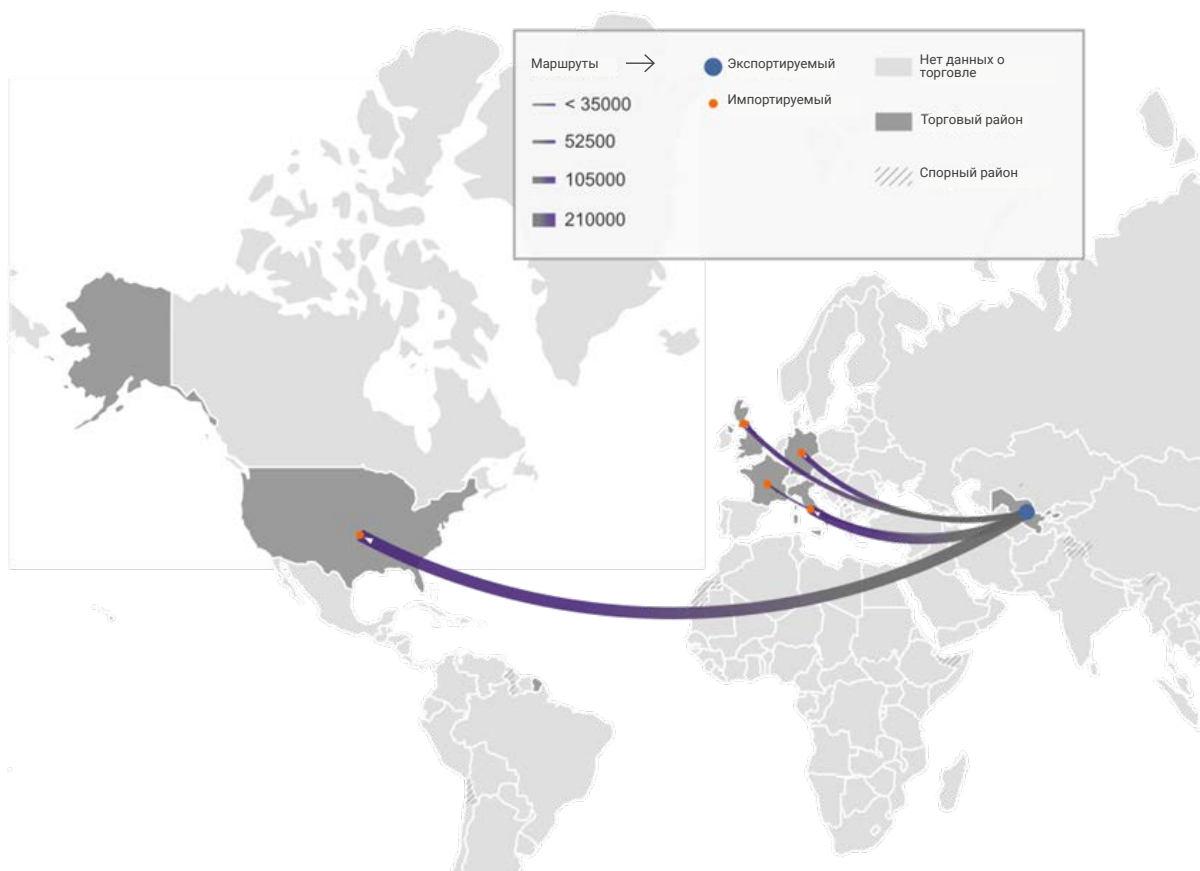 Маршруты
< 35000
52500
105000
210000
Экспортируемый
Импортируемый
Нет данных о
торговле
Торговый район
Спорный район